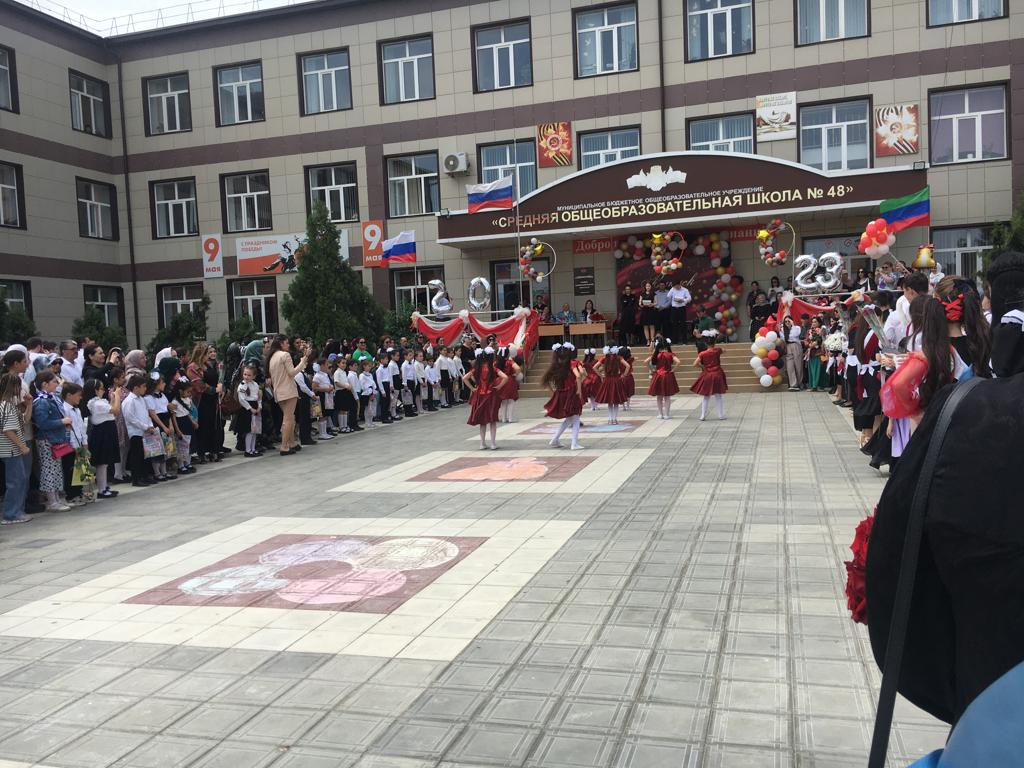 МУНИЦИПАЛЬНОЕ БЮДЖЕТНОЕ ОБЩЕОБРАЗОВАТЕЛЬНОЕ УЧРЕЖДЕНИЕ
«СРЕДНЯЯ ОБЩЕОБРАЗОВАТЕЛЬНАЯ ШКОЛА № 48»
9
МАЯ
С ПРАЗДНИКОМ
ПОБЕДЫ!
9
МАЯ
20
23